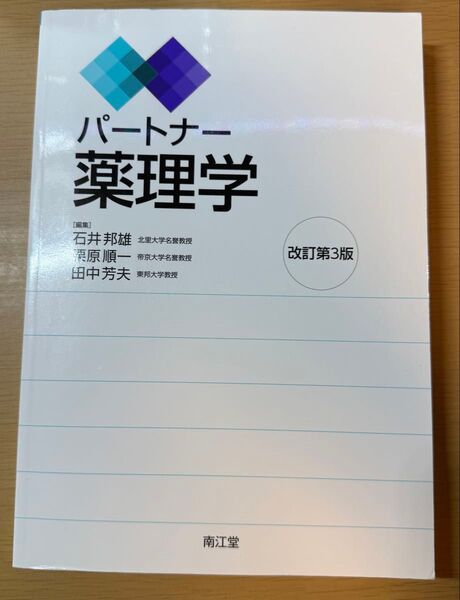 パートナー
薬理学
[編集]
石井邦雄 北里大学名誉教授
栗原順一 帝京大学名誉教授
田中芳夫 東邦大学教授
改訂第3版
南江堂